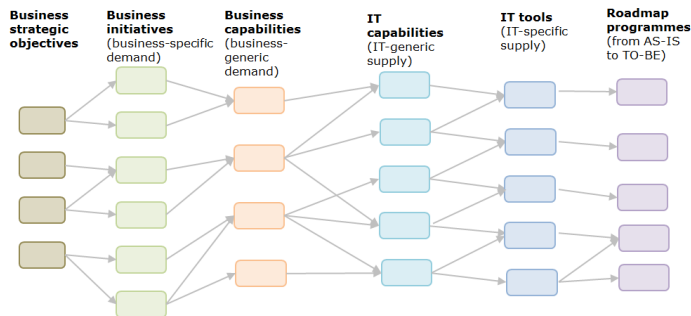 Business
strategic
objectives
Business
initiatives
(business-specific
demand)
Business
capabilities
(business-
generic
demand)
IT
capabilities
(IT-generic
supply)
IT tools
(IT-specific
supply)
Roadmap
programmes
(from AS-IS
to TO-BE)